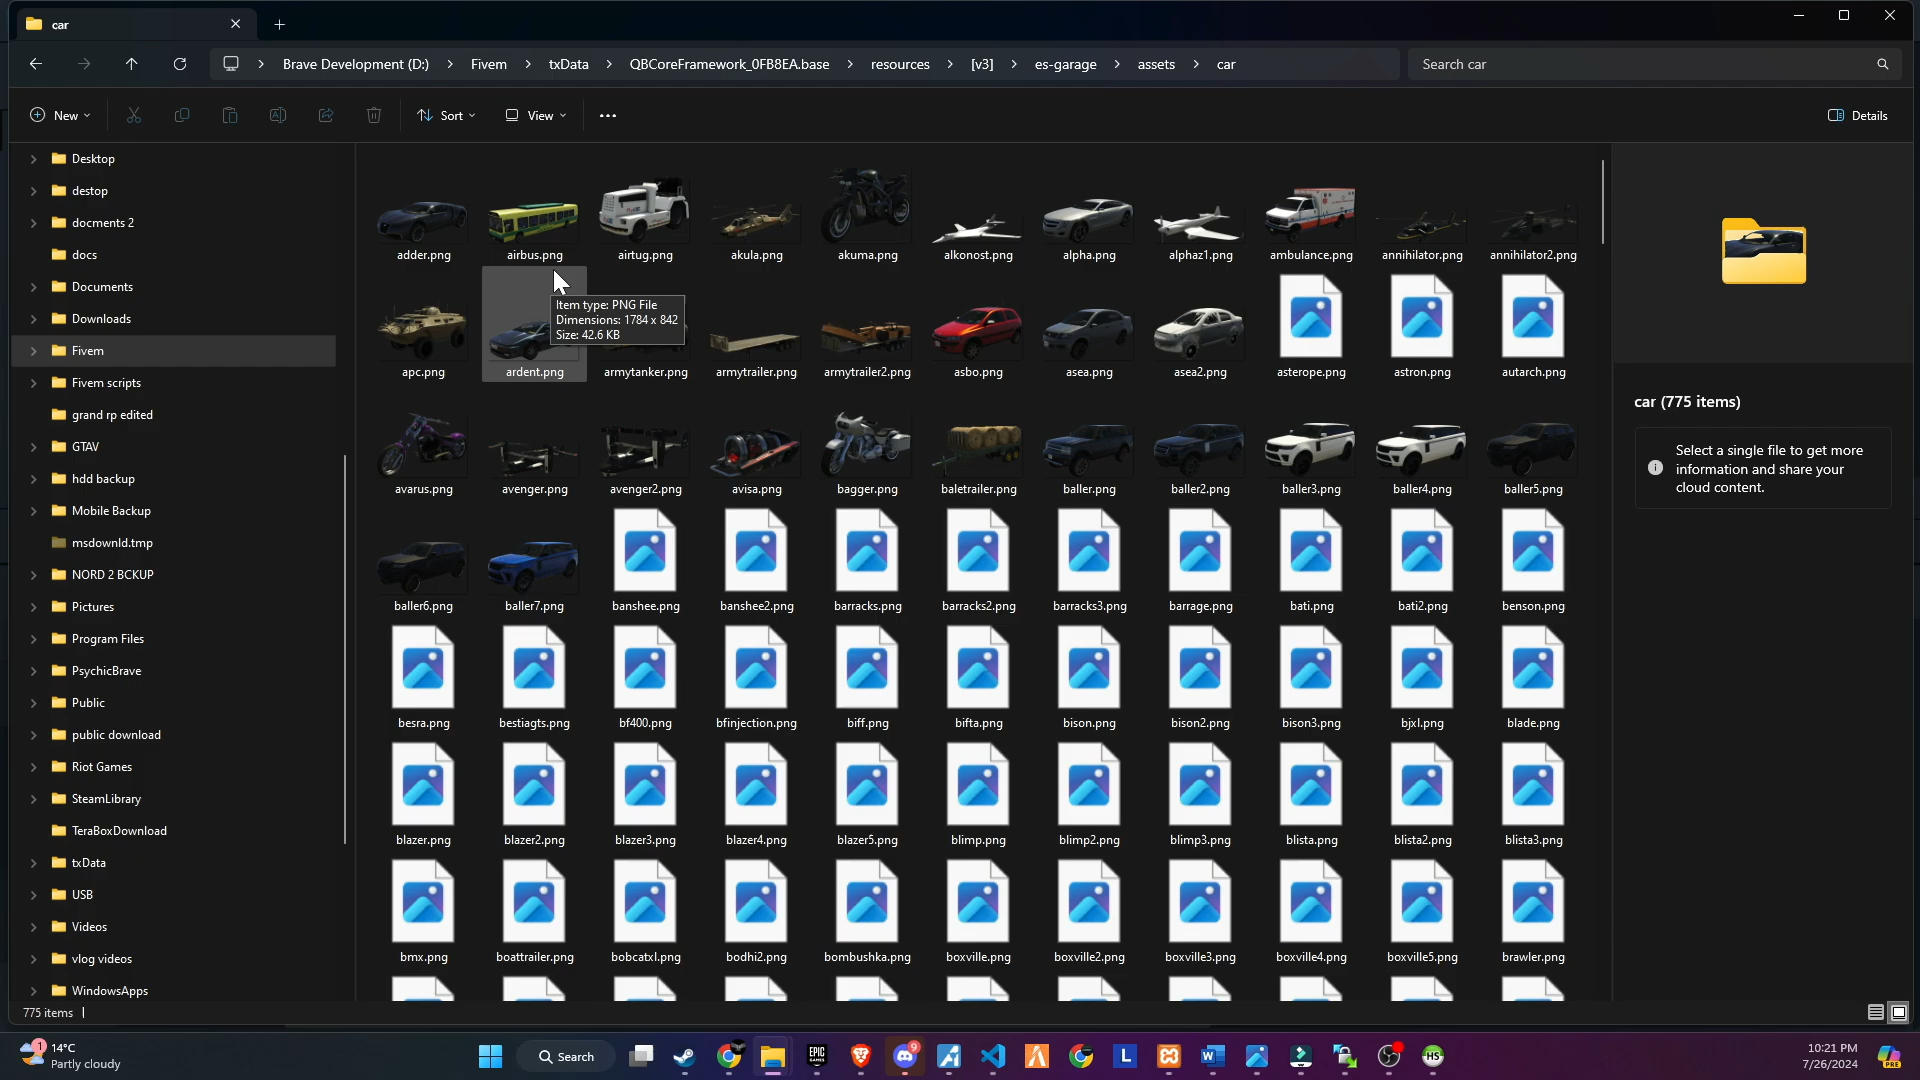 car
Brave Development (D:) > Fivem > txData > QBCoreFramework_0FB8EA.base > resources > [v3] > es-garage > assets > car
Search car
New
Sort
View
Details
Desktop
destop
docments 2
docs
Documents
Downloads
Fivem
Fivem scripts
grand rp edited
GTAV
hdd backup
Mobile Backup
msdownld.tmp
NORD 2 BCKUP
Pictures
Program Files
PsychicBrave
Public
public download
Riot Games
SteamLibrary
TeraBoxDownload
txData
USB
Videos
vlog videos
WindowsApps
adder.png airbus.png airtug.png akula.png akuma.png alkonost.png alpha.png alphaz1.png ambulance.png annihilator.png annihilator2.png
Item type: PNG File
Dimensions: 1784 x 842
Size: 42.6 KB
apc.png ardent.png armytanker.png armytrailer.png armytrailer2.png asbo.png asea.png asea2.png asterope.png astron.png autarch.png
avarus.png avenger.png avenger2.png avisa.png bagger.png baletrailer.png baller.png baller2.png baller3.png baller4.png baller5.png
baller6.png baller7.png banshee.png banshee2.png barracks.png barracks2.png barracks3.png barrage.png bati.png bati2.png benson.png
besra.png bestiagts.png bf400.png bfinjection.png biff.png bifta.png bison.png bison2.png bison3.png bjxl.png blade.png
blazer.png blazer2.png blazer3.png blazer4.png blazer5.png blimp.png blimp2.png blimp3.png blista.png blista2.png blista3.png
bmx.png boattrailer.png bobcatxl.png bodhi2.png bombushka.png boxville.png boxville2.png boxville3.png boxville4.png boxville5.png brawler.png
car (775 items)
Select a single file to get more
information and share your
cloud content.
775 items
1
14°C
Partly cloudy
Search
EPIC
GAMES
9
L
W
HS
10:21 PM
7/26/2024
PRE